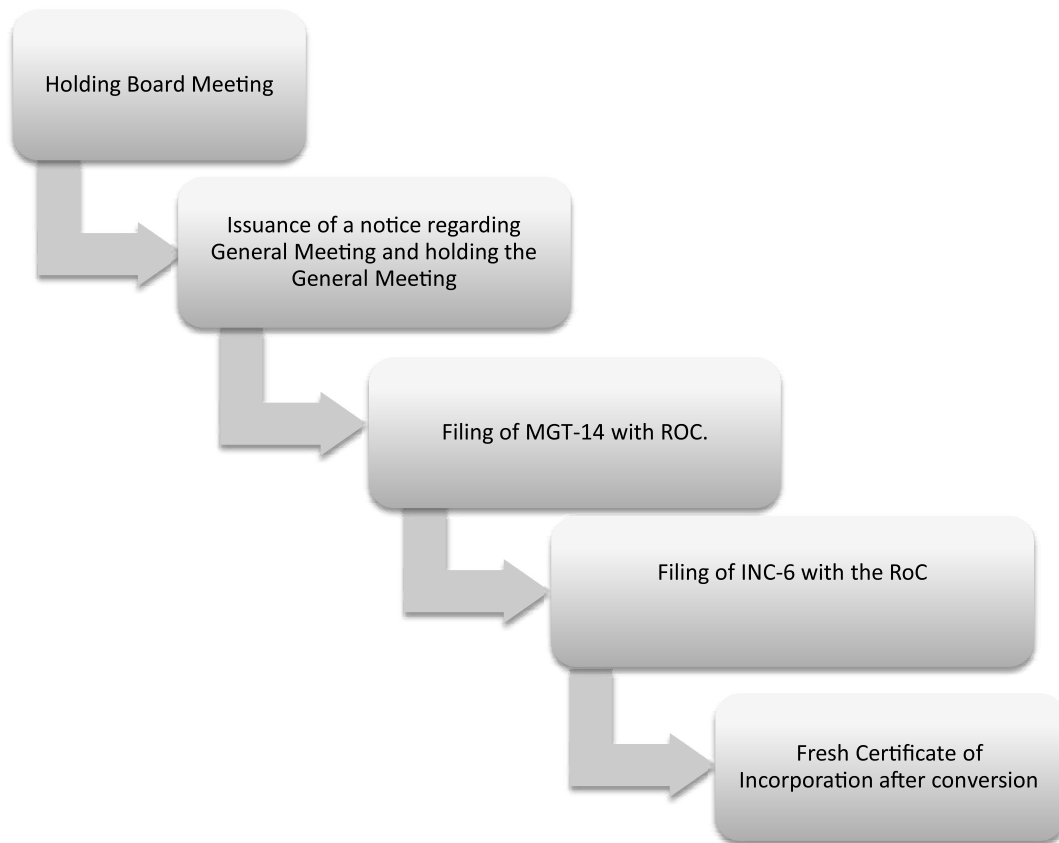 Holding Board Meeting
Issuance of a notice regarding
General Meeting and holding the
General Meeting
Filing of MGT-14 with ROC.
Filing of INC-6 with the RoC
Fresh Certificate of
Incorporation after conversion